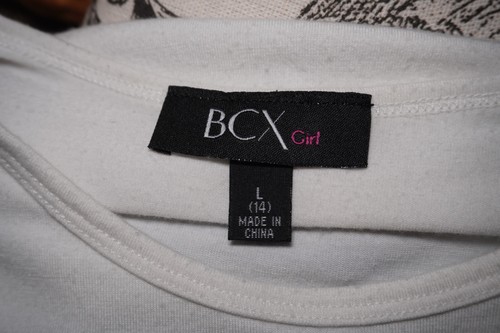 BCX Girl
L
(14)
MADE IN
CHINA